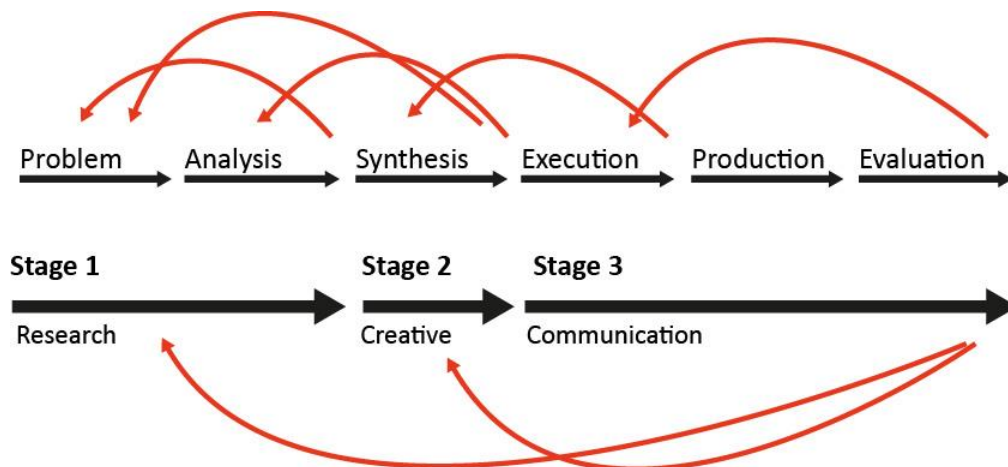 Problem Analysis Synthesis Execution Production Evaluation
Stage 1 Stage 2 Stage 3
Research Creative Communication